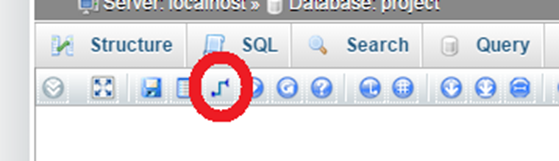 Server: localhost » Database: project
Structure SQL Search Query